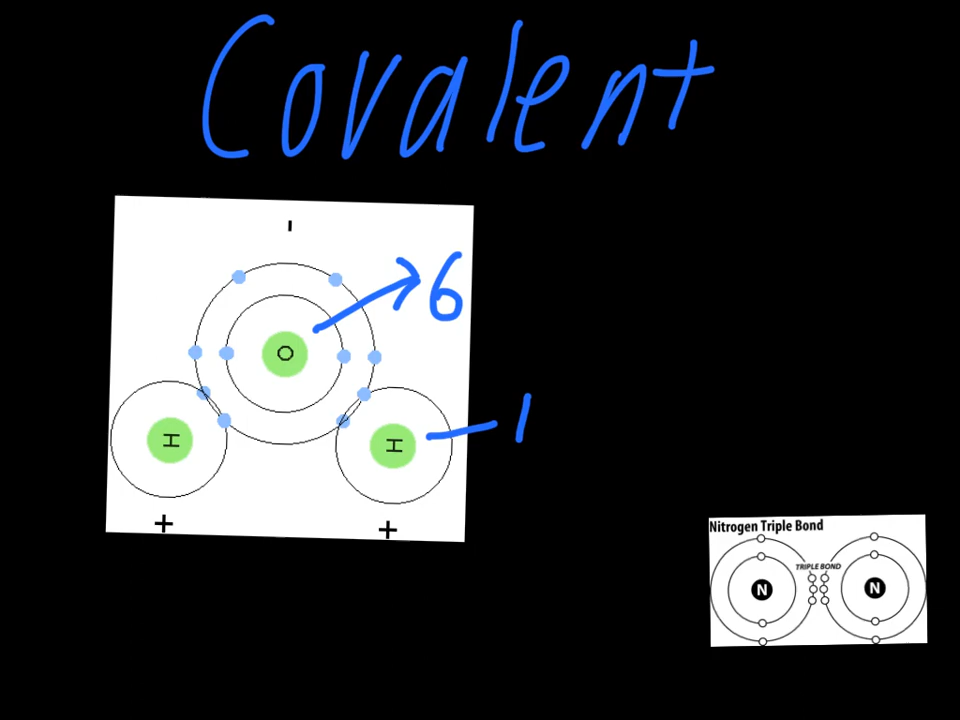 Covalent
-
6
O
H
H
1
+
+
Nitrogen Triple Bond
TRIPLE BOND
N
N